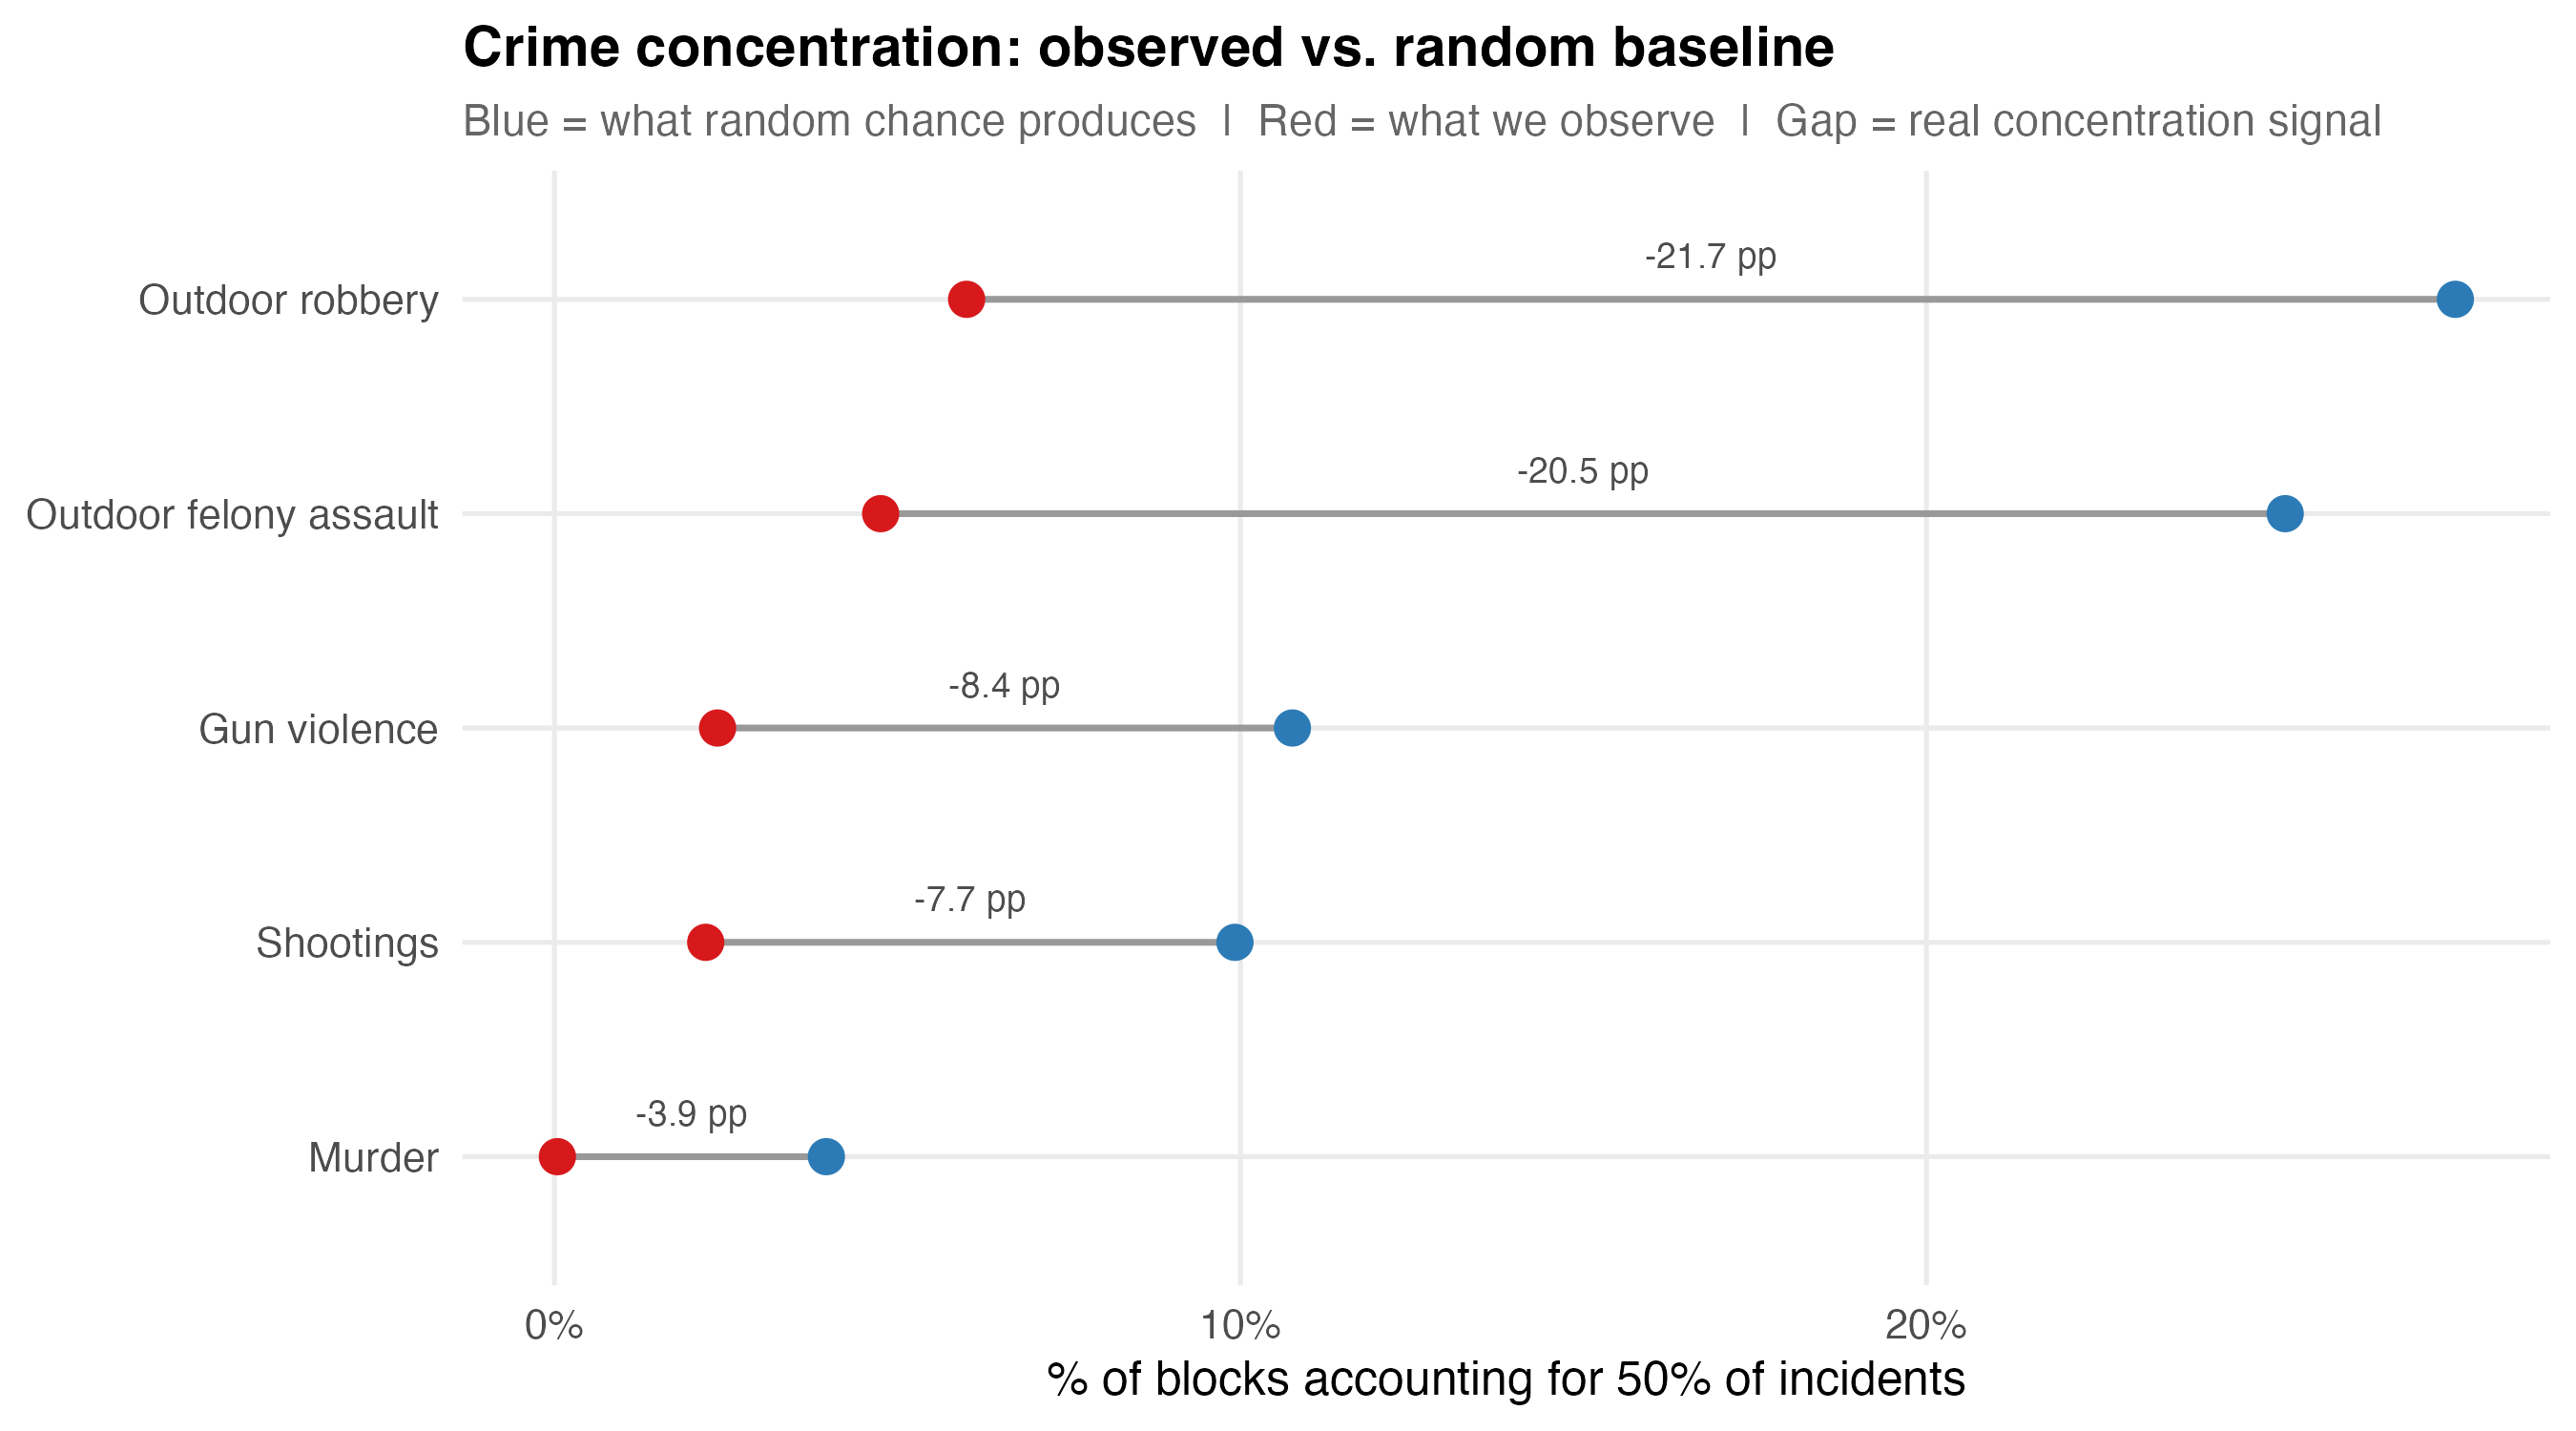 Crime concentration: observed vs. random baseline
Blue = what random chance produces | Red = what we observe | Gap = real concentration signal
-21.7 pp
Outdoor robbery
-20.5 pp
Outdoor felony assault
-8.4 pp
Gun violence
-7.7 pp
Shootings
-3.9 pp
Murder
0% 10% 20%
% of blocks accounting for 50% of incidents